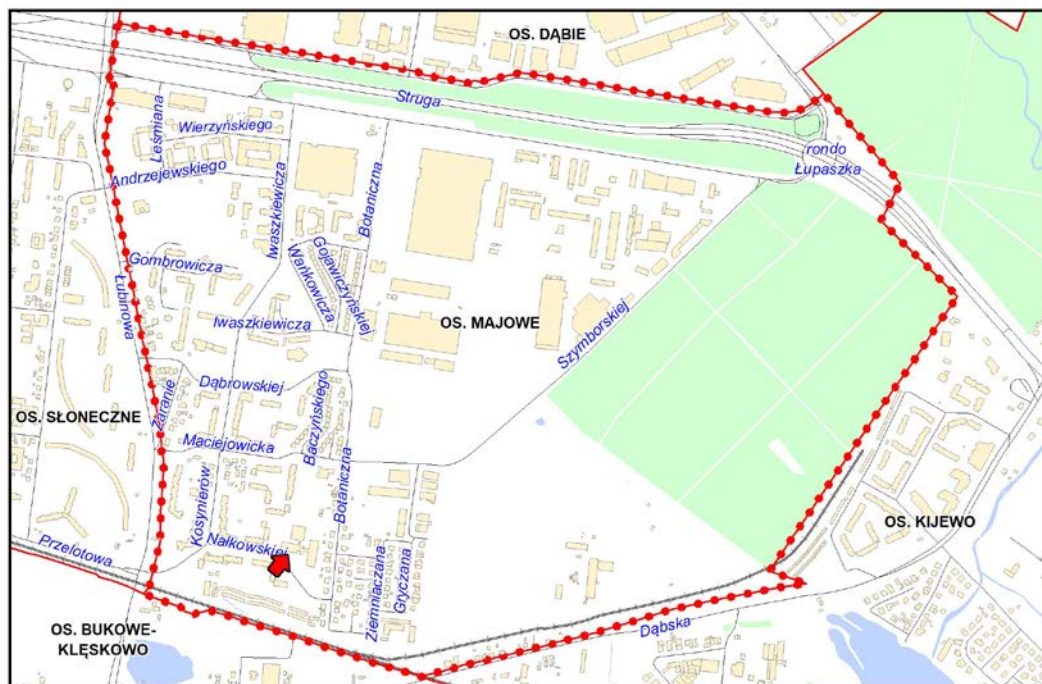 OS. DĄBIE
Struga
Leśmiana
Wierzyńskiego
rondo
Łupaszka
Andrzejewskiego
Iwaszkiewicza
Botaniczna
Gombrowicza
Gojawiczyńskiej
Wańkowicza
Łubinowa
Iwaszkiewicza
OS. MAJOWE
Szymborskiej
Dąbrowskiej
Zaranie
OS. SŁONECZNE
Baczyńskiego
Maciejowicka
Botaniczna
Kosynierów
OS. KIJEWO
Nałkowskiej
Przelotowa
Ziemniaczana
Gryczana
Dąbska
OS. BUKOWE-
KLĘSKOWO